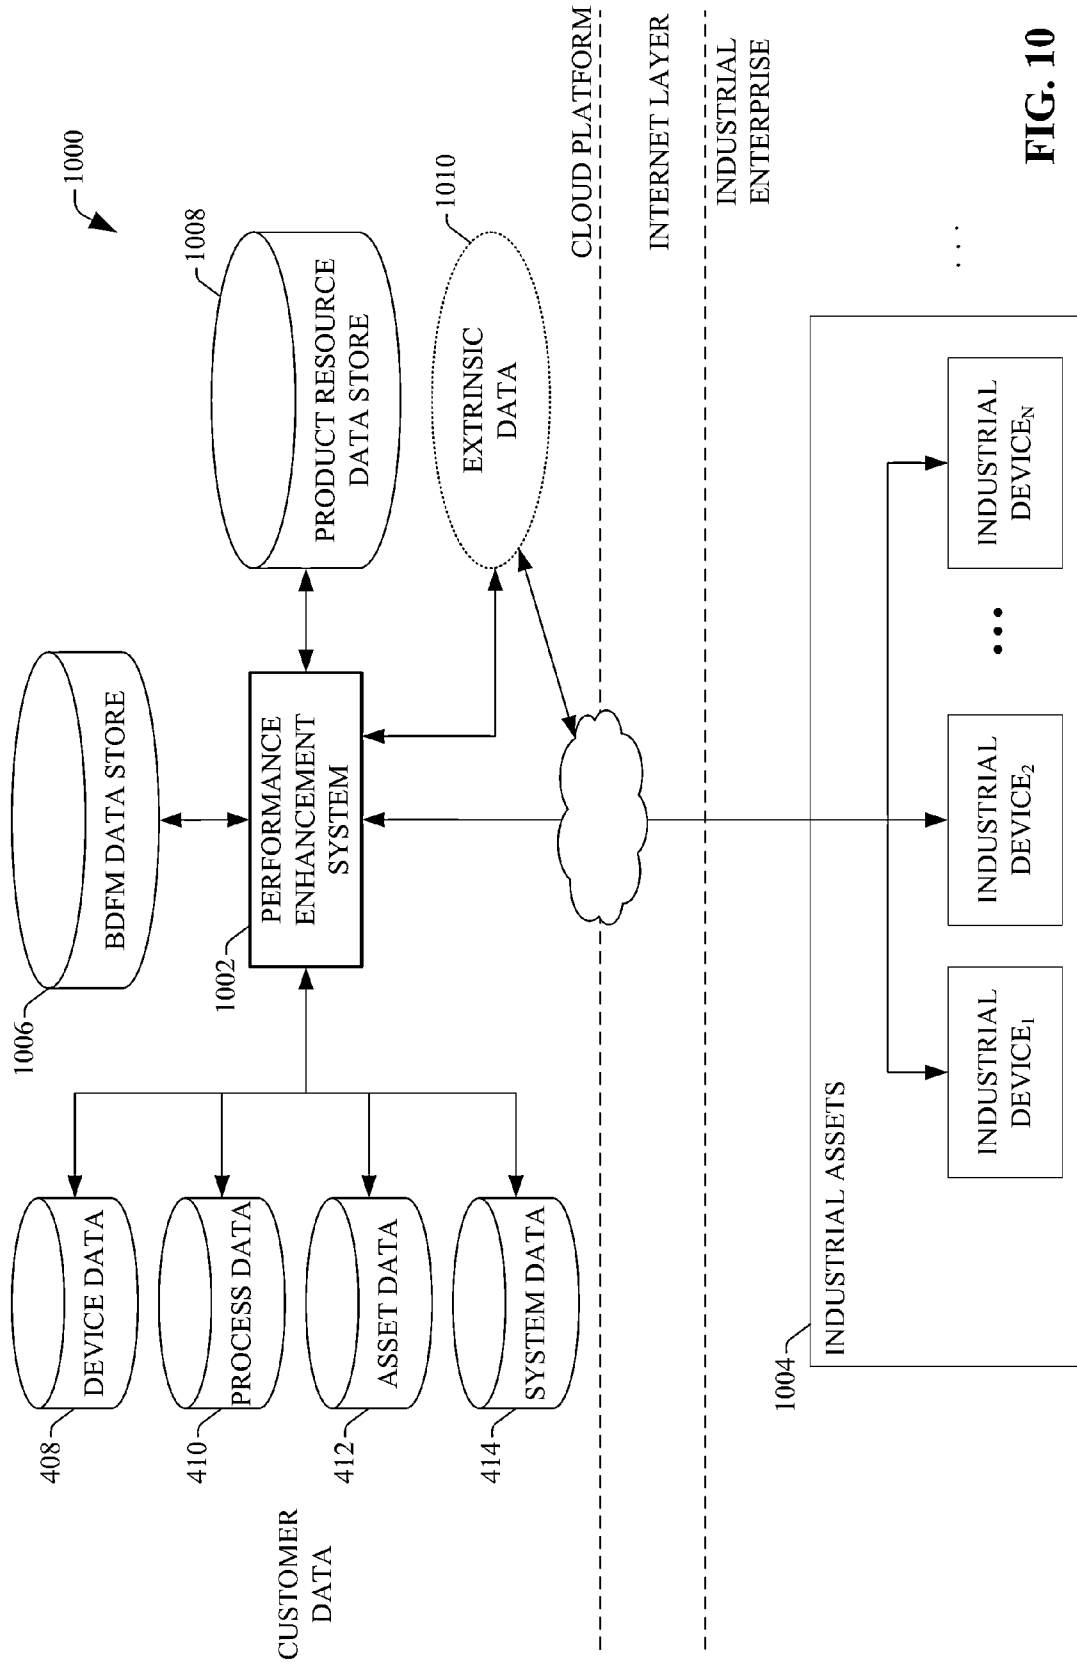 1000
1006
BDFM DATA STORE
1008
PRODUCT RESOURCE
DATA STORE
408
DEVICE DATA
410
PROCESS DATA
412
ASSET DATA
414
SYSTEM DATA
CUSTOMER
DATA
1002
PERFORMANCE
ENHANCEMENT
SYSTEM
1010
EXTRINSIC
DATA
CLOUD PLATFORM
INTERNET LAYER
INDUSTRIAL
ENTERPRISE
1004
INDUSTRIAL ASSETS
INDUSTRIAL
DEVICE1
INDUSTRIAL
DEVICE2
...
INDUSTRIAL
DEVICEN
...
FIG. 10